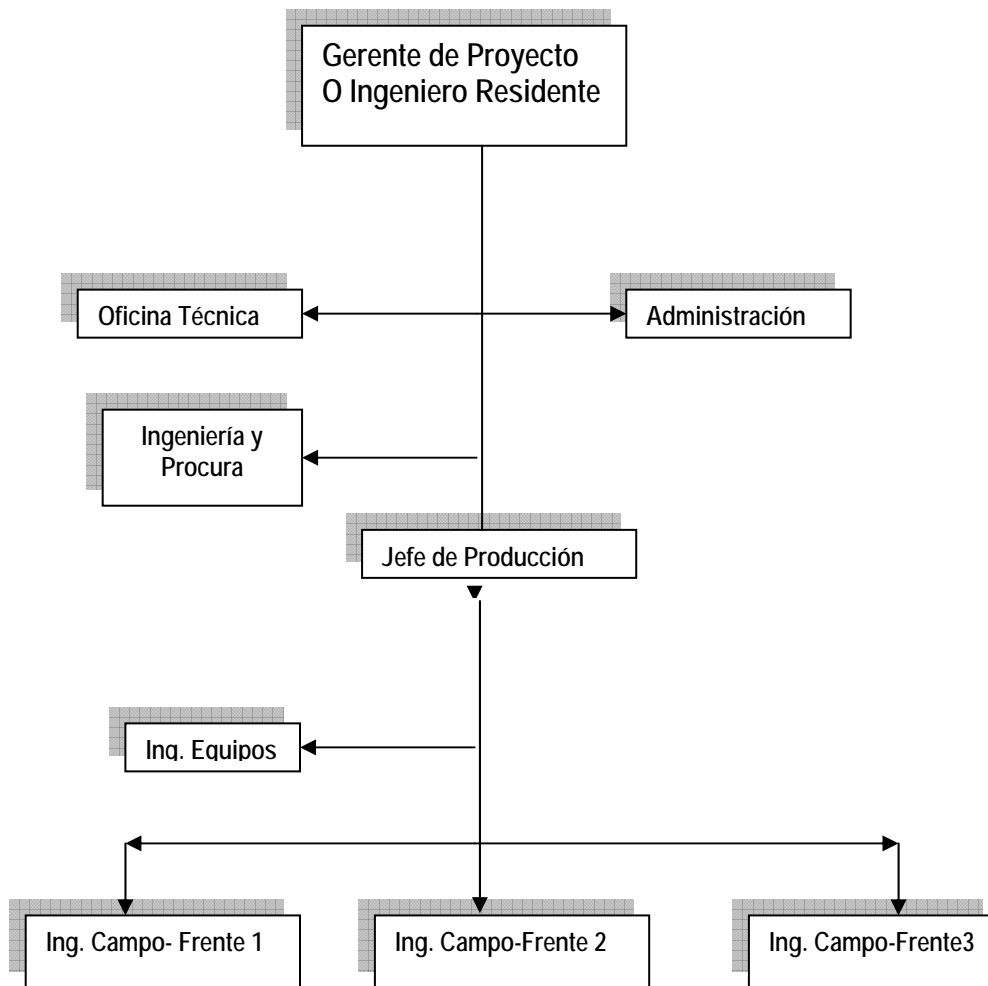 Gerente de Proyecto
O Ingeniero Residente
Oficina Técnica
Administración
Ingeniería y
Procura
Jefe de Producción
Ing. Equipos
Ing. Campo- Frente 1
Ing. Campo-Frente 2
Ing. Campo-Frente3